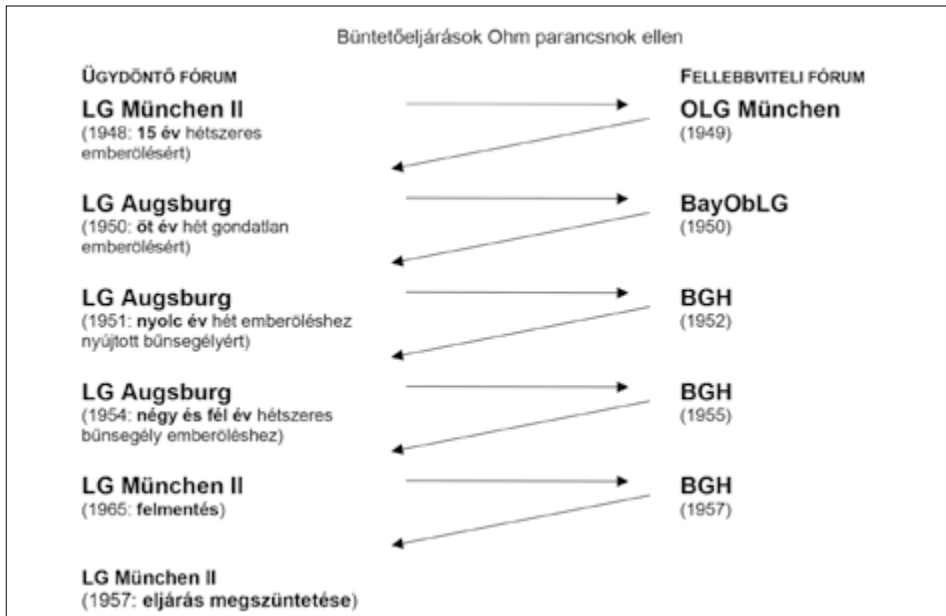 Büntetőeljárások Ohm parancsnok ellen
ÜGYDÖNTŐ FÓRUM
FELLEBBVITELI FÓRUM
LG München II
OLG München
(1948: 15 év hétszeres
(1949)
emberölésért)
LG Augsburg
BayObLG
(1950: öt év hét gondatlan
(1950)
emberölésért)
LG Augsburg
BGH
(1951: nyolc év hét emberöléshez
(1952)
nyújtott bűnsegélyért)
LG Augsburg
BGH
(1954: négy és fél év hétszeres
(1955)
bűnsegély emberöléshez)
LG München II
BGH
(1965: felmentés)
(1957)
LG München II
(1957: eljárás megszüntetése)